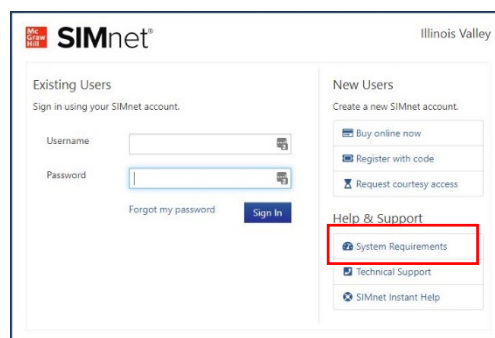 Mc
Graw
Hill
SIMnet®
Illinois Valley
Existing Users
Sign in using your SIMnet account.
Username
Password
Forgot my password
Sign In
New Users
Create a new SIMnet account.
Buy online now
Register with code
Request courtesy access
Help & Support
System Requirements
Technical Support
SIMnet Instant Help